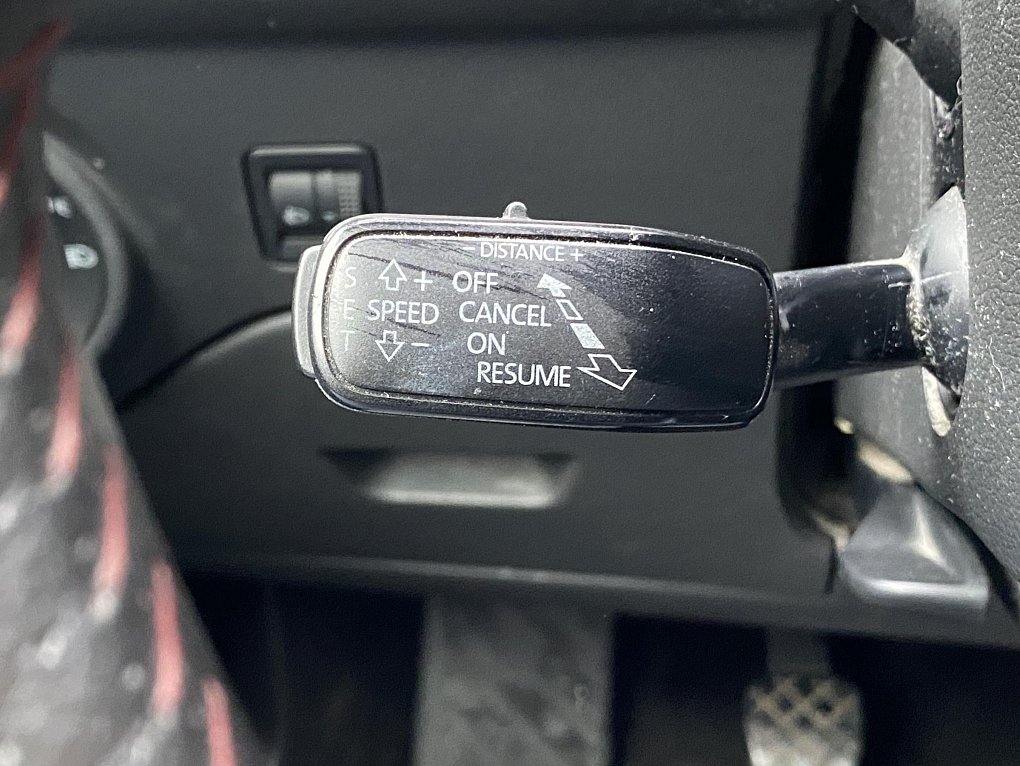 - DISTANCE +
S + OFF
E SPEED CANCEL
T - ON
RESUME